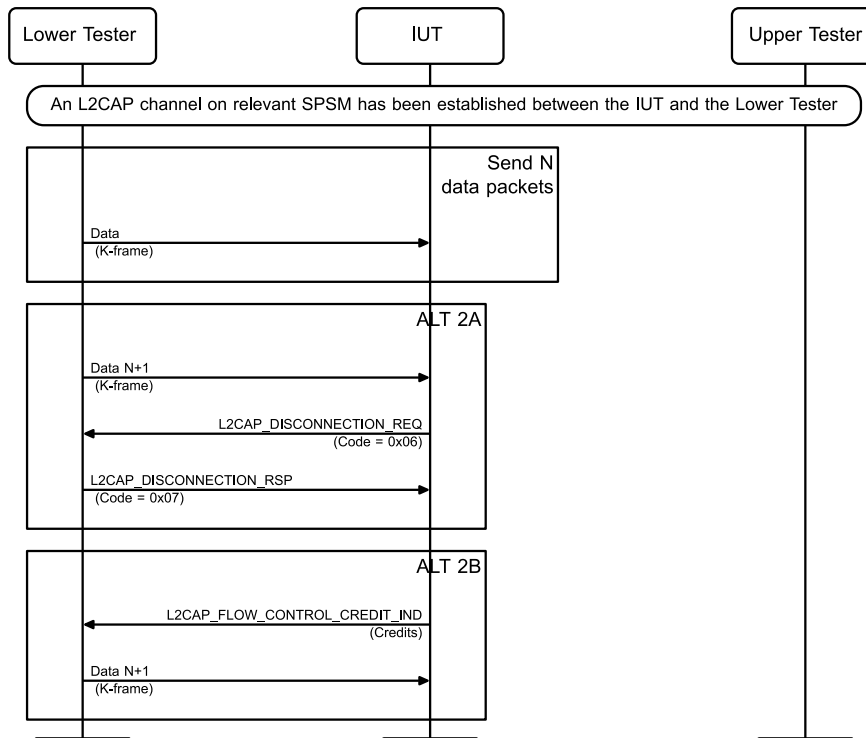 Lower Tester
IUT
Upper Tester
An L2CAP channel on relevant SPSM has been established between the IUT and the Lower Tester
Send N
data packets
Data
(K-frame)
ALT 2A
Data N+1
(K-frame)
L2CAP_DISCONNECTION_REQ
(Code = 0x06)
L2CAP_DISCONNECTION_RSP
(Code = 0x07)
ALT 2B
L2CAP_FLOW_CONTROL_CREDIT_IND
(Credits)
Data N+1
(K-frame)